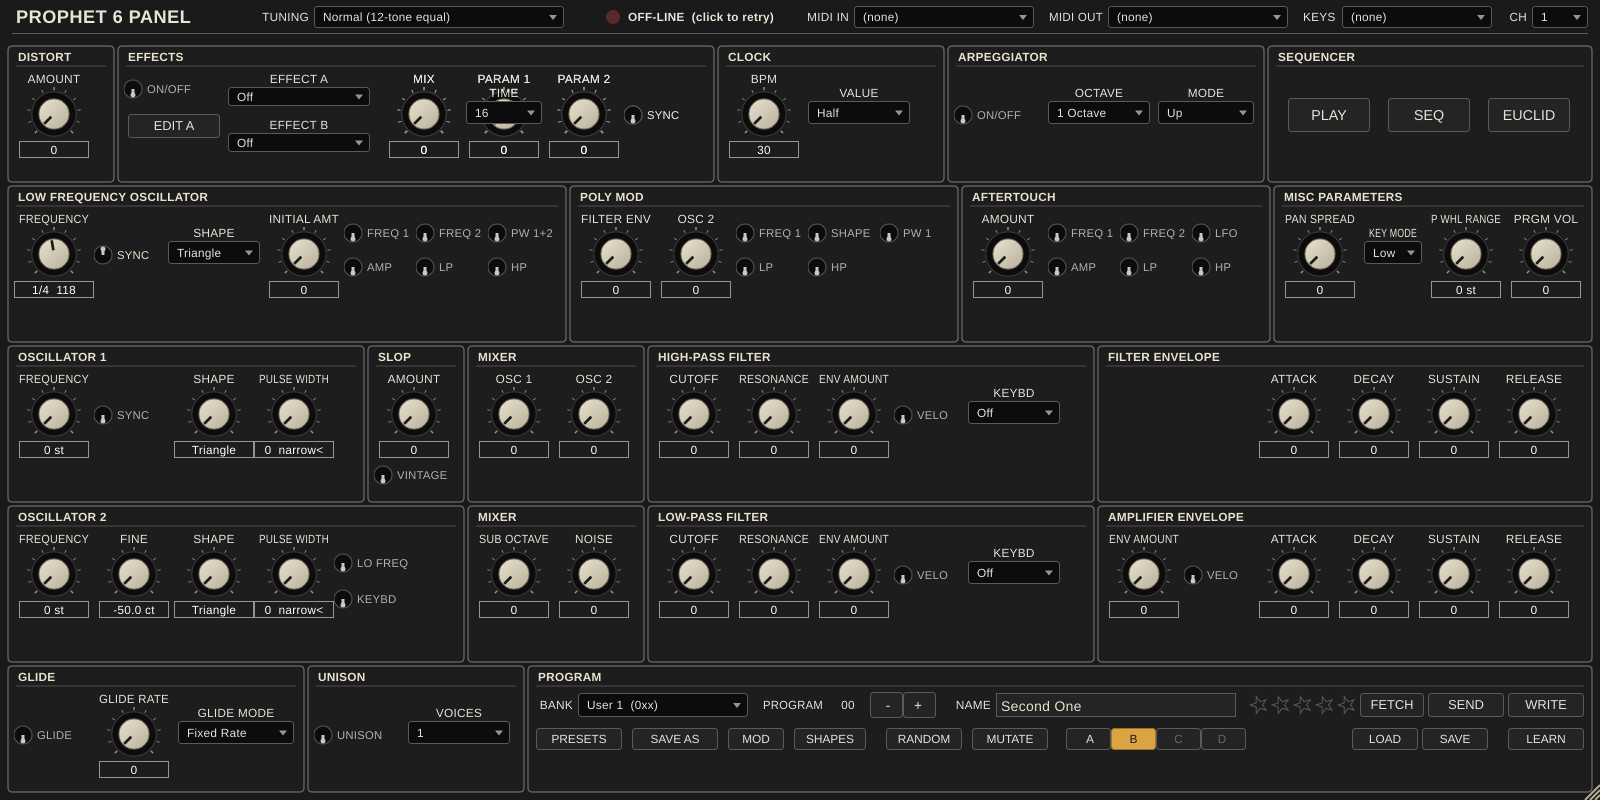 PROPHET 6 PANEL TUNING Normal (12-tone equal) OFF-LINE (click to retry) MIDI IN (none) MIDI OUT (none) KEYS (none) CH 1
DISTORT EFFECTS CLOCK ARPEGGIATOR SEQUENCER
AMOUNT EFFECT A MIX PARAM 1 PARAM 2 BPM
ON/OFF TIME VALUE OCTAVE MODE
Off 16 SYNC Half ON/OFF 1 Octave Up PLAY SEQ EUCLID
EDIT A EFFECT B
Off
0 0 0 0 30
LOW FREQUENCY OSCILLATOR POLY MOD AFTERTOUCH MISC PARAMETERS
FREQUENCY INITIAL AMT FILTER ENV OSC 2 AMOUNT PAN SPREAD P WHL RANGE PRGM VOL
SHAPE FREQ 1 FREQ 2 PW 1+2 FREQ 1 SHAPE PW 1 FREQ 1 FREQ 2 LFO KEY MODE
SYNC Triangle Low
AMP LP HP LP HP AMP LP HP
1/4 118 0 0 0 0 0 0 st 0
OSCILLATOR 1 SLOP MIXER HIGH-PASS FILTER FILTER ENVELOPE
FREQUENCY SHAPE PULSE WIDTH AMOUNT OSC 1 OSC 2 CUTOFF RESONANCE ENV AMOUNT ATTACK DECAY SUSTAIN RELEASE
KEYBD
SYNC VELO Off
0 st Triangle 0 narrow< 0 0 0 0 0 0 0 0 0 0
VINTAGE
OSCILLATOR 2 MIXER LOW-PASS FILTER AMPLIFIER ENVELOPE
FREQUENCY FINE SHAPE PULSE WIDTH SUB OCTAVE NOISE CUTOFF RESONANCE ENV AMOUNT ENV AMOUNT ATTACK DECAY SUSTAIN RELEASE
LO FREQ KEYBD
VELO Off VELO
KEYBD
0 st -50.0 ct Triangle 0 narrow< 0 0 0 0 0 0 0 0 0 0
GLIDE UNISON PROGRAM
GLIDE RATE BANK User 1 (0xx) PROGRAM 00 - + NAME Second One FETCH SEND WRITE
GLIDE MODE VOICES
GLIDE Fixed Rate UNISON 1 PRESETS SAVE AS MOD SHAPES RANDOM MUTATE A B C D LOAD SAVE LEARN
0